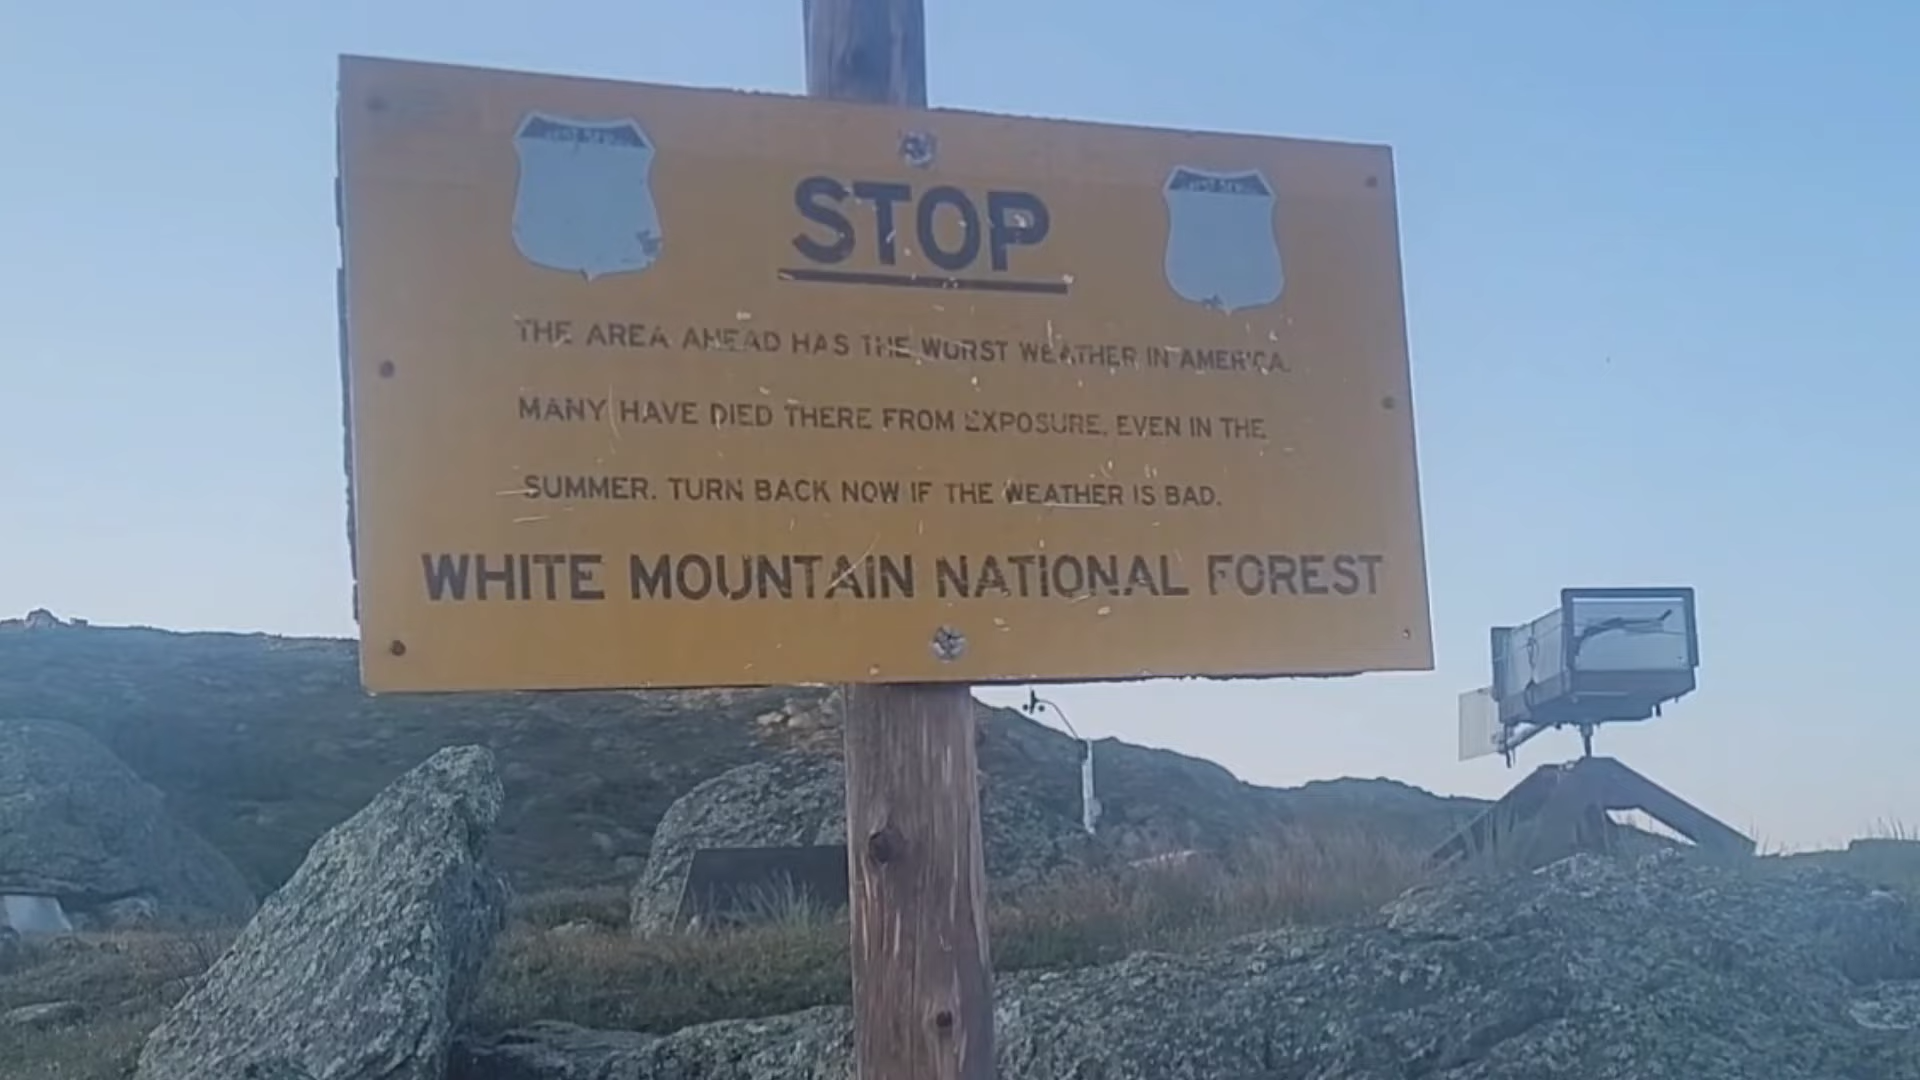 STOP
THE AREA AHEAD HAS THE WORST WEATHER IN AMERICA.
MANY HAVE DIED THERE FROM EXPOSURE, EVEN IN THE
SUMMER. TURN BACK NOW IF THE WEATHER IS BAD.
WHITE MOUNTAIN NATIONAL FOREST